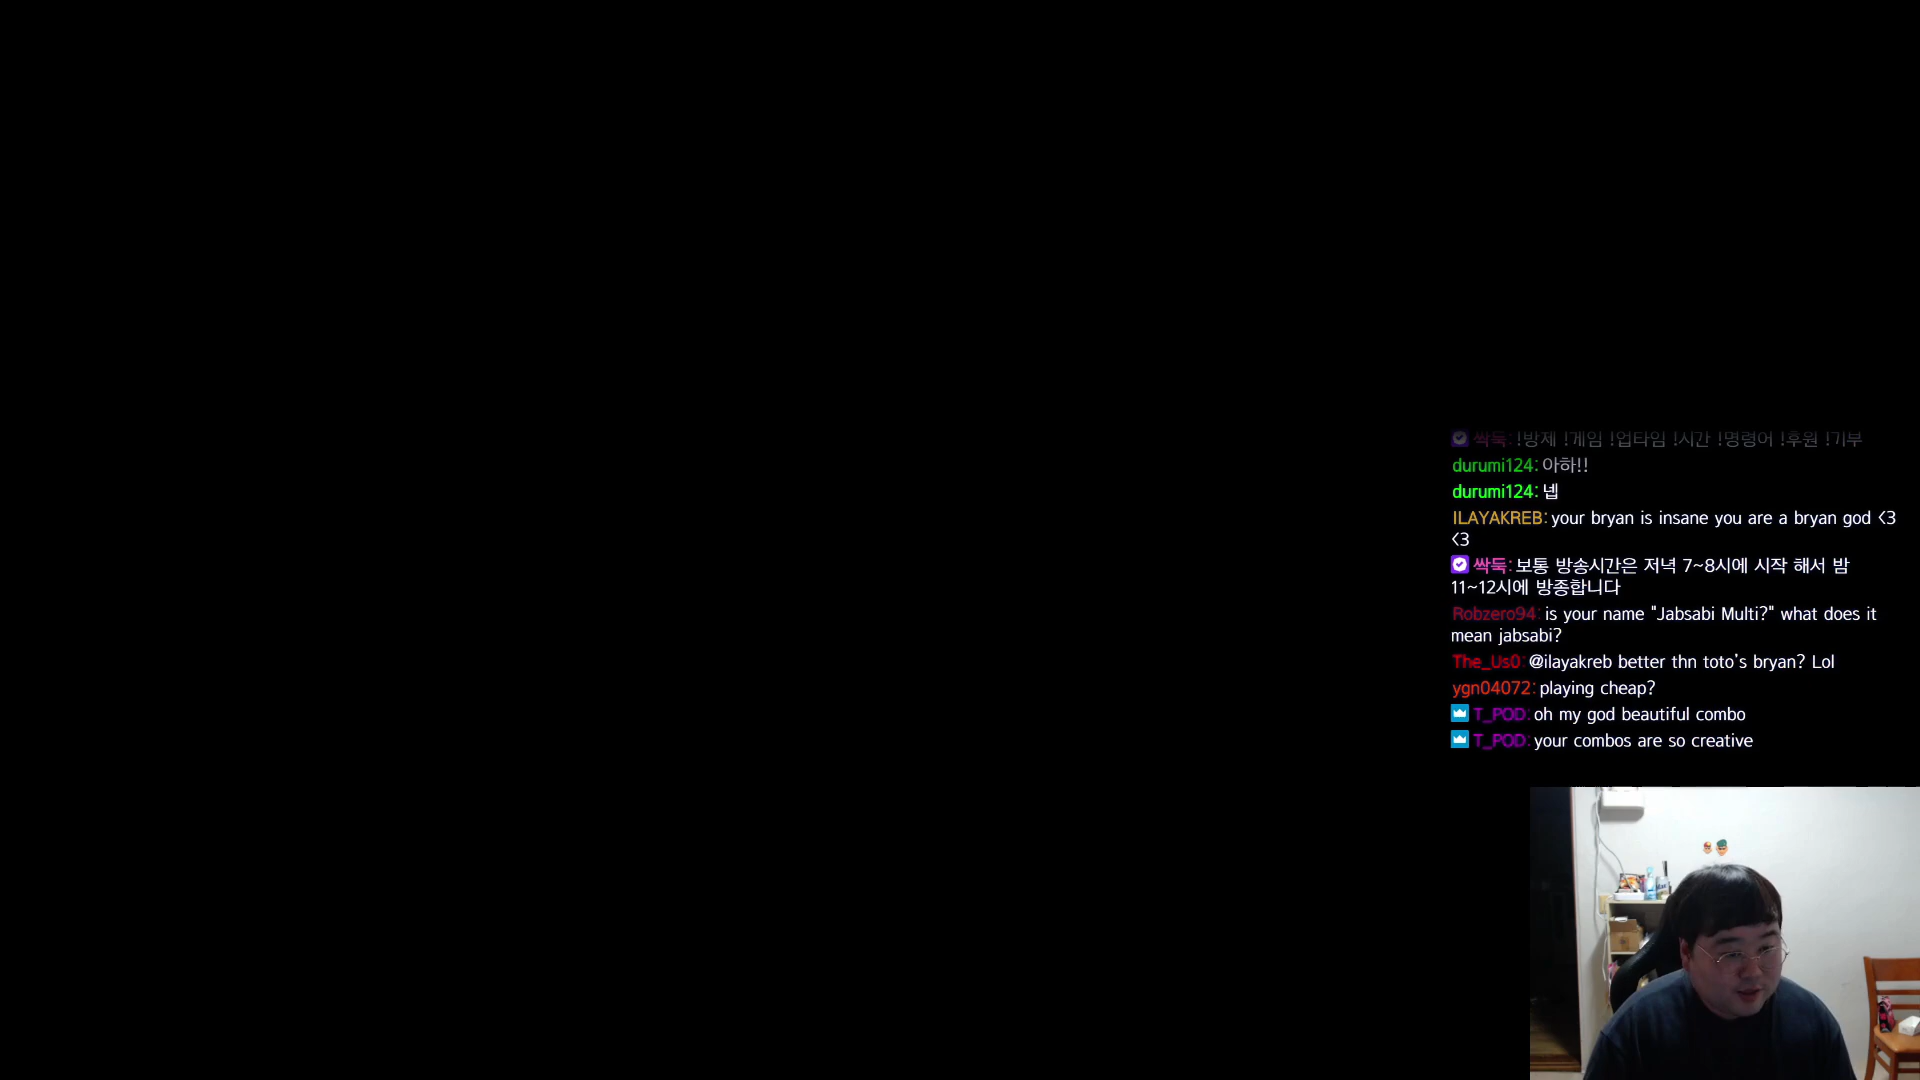 싹둑: !방제 !게임 !업타임 !시간 !명령어 !후원 !기부
durumi124: 아하!!
durumi124: 넵
ILAYAKREB: your bryan is insane you are a bryan god <3
<3
싹둑: 보통 방송시간은 저녁 7~8시에 시작 해서 밤
11~12시에 방종합니다
Robzero94: is your name "Jabsabi Multi?" what does it
mean jabsabi?
The_Us0: @ilayakreb better thn toto's bryan? Lol
ygn04072: playing cheap?
T_POD: oh my god beautiful combo
T_POD: your combos are so creative